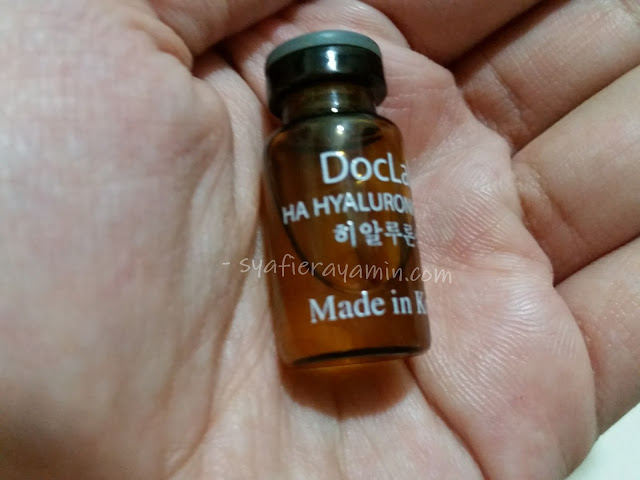 DocLa
HA HYALURON
히알루론
- syafierayamin.com
Made in K